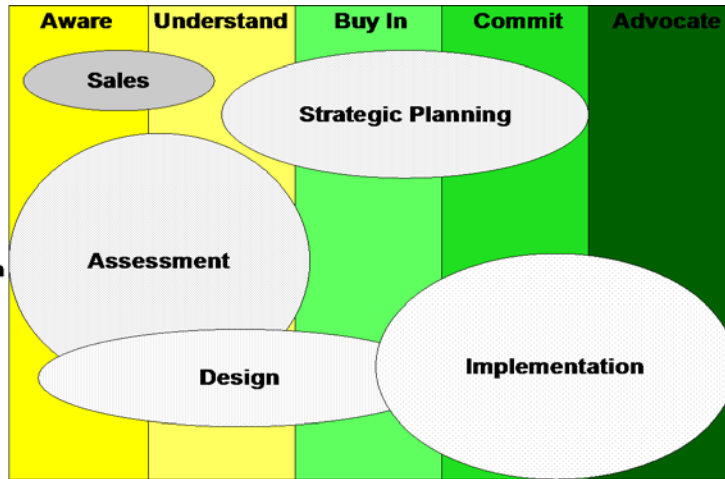 Aware Understand Buy In Commit Advocate
Sales
Strategic Planning
Assessment
Design
Implementation